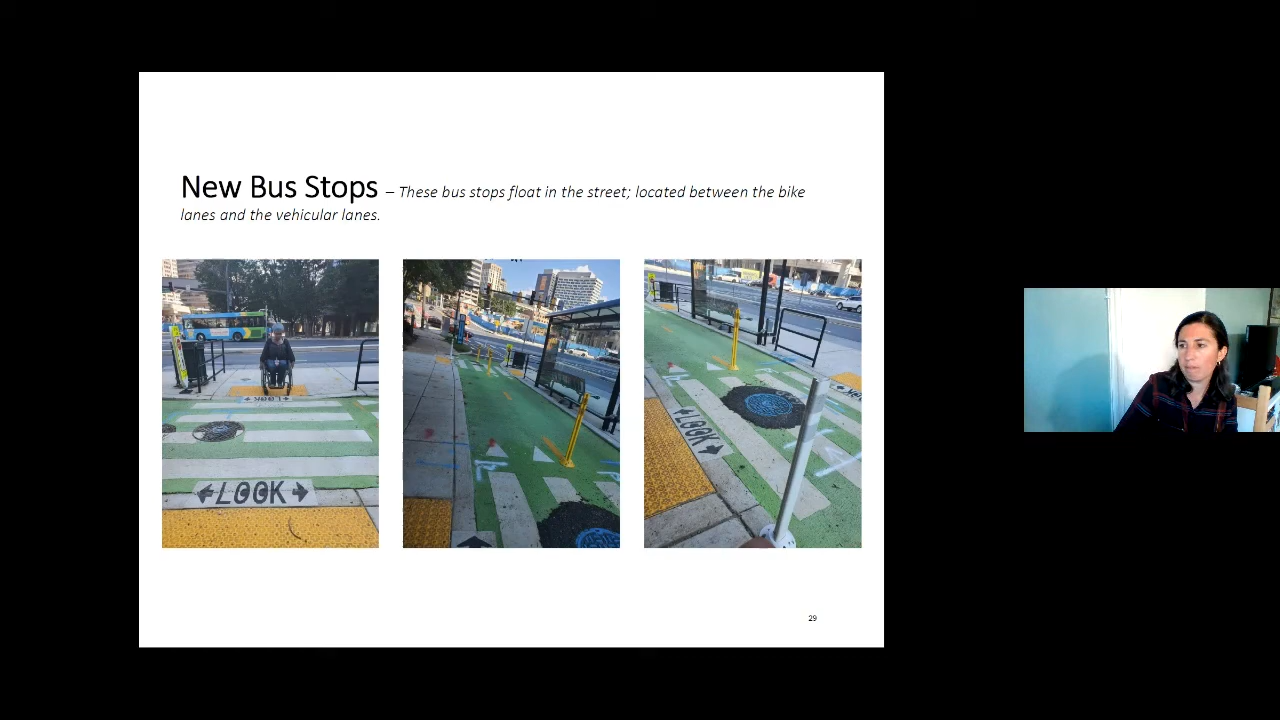 New Bus Stops – These bus stops float in the street; located between the bike
lanes and the vehicular lanes.
LOOK
LOOK
29